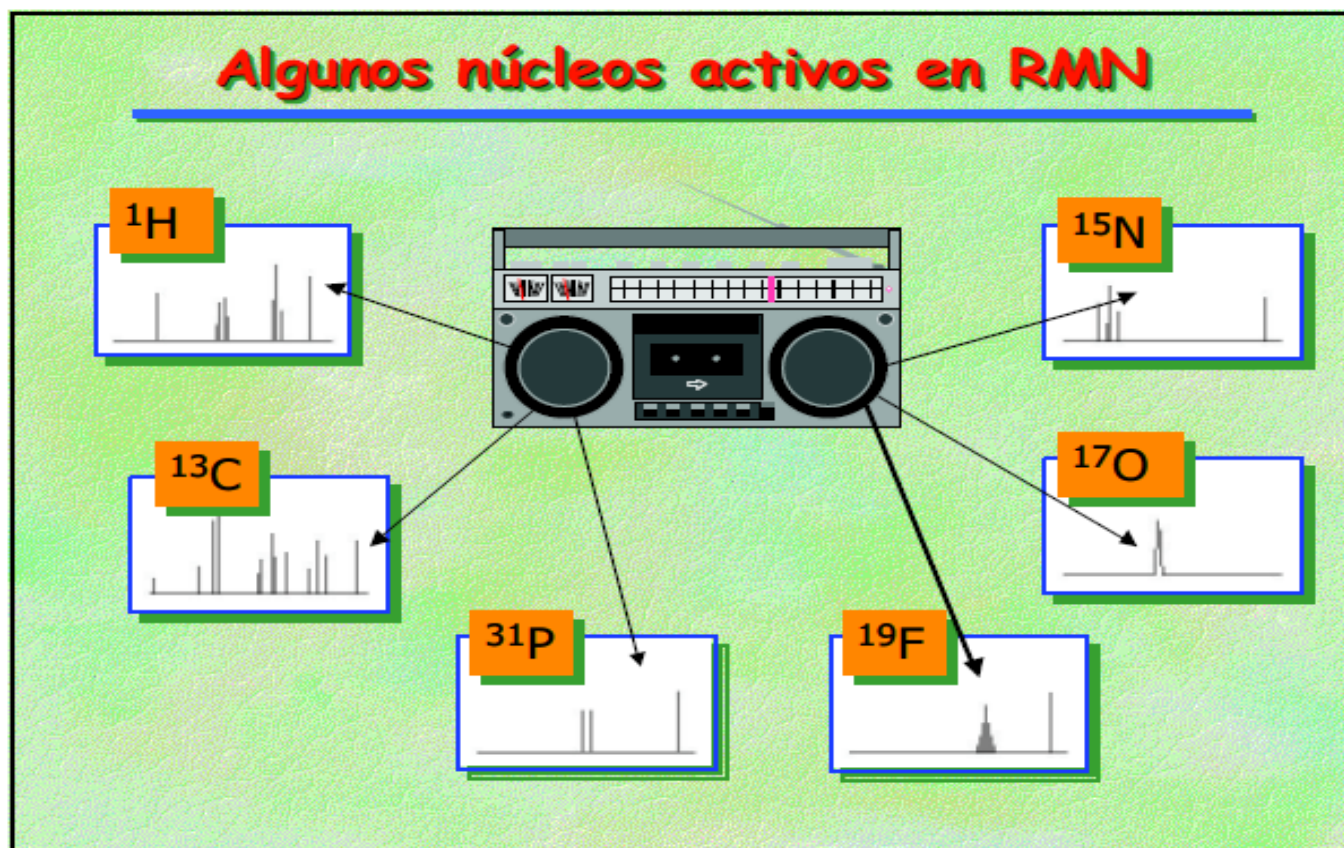 Algunos núcleos activos en RMN
¹H
¹⁵N
¹³C
¹⁷O
³¹P
¹⁹F